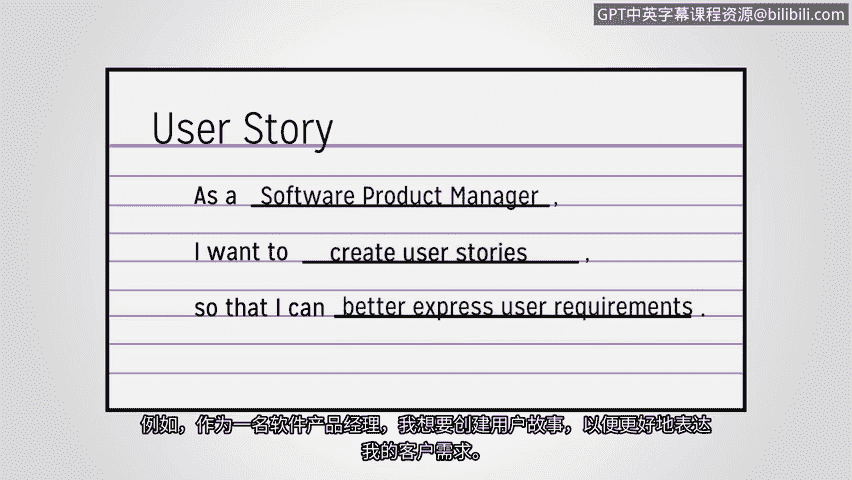 GPT中英字幕课程资源@bilibili.com
User Story
As a Software Product Manager,
I want to create user stories,
so that I can better express user requirements.
例如，作为一名软件产品经理，我想要创建用户故事，以便更好地表达
我的客户需求。